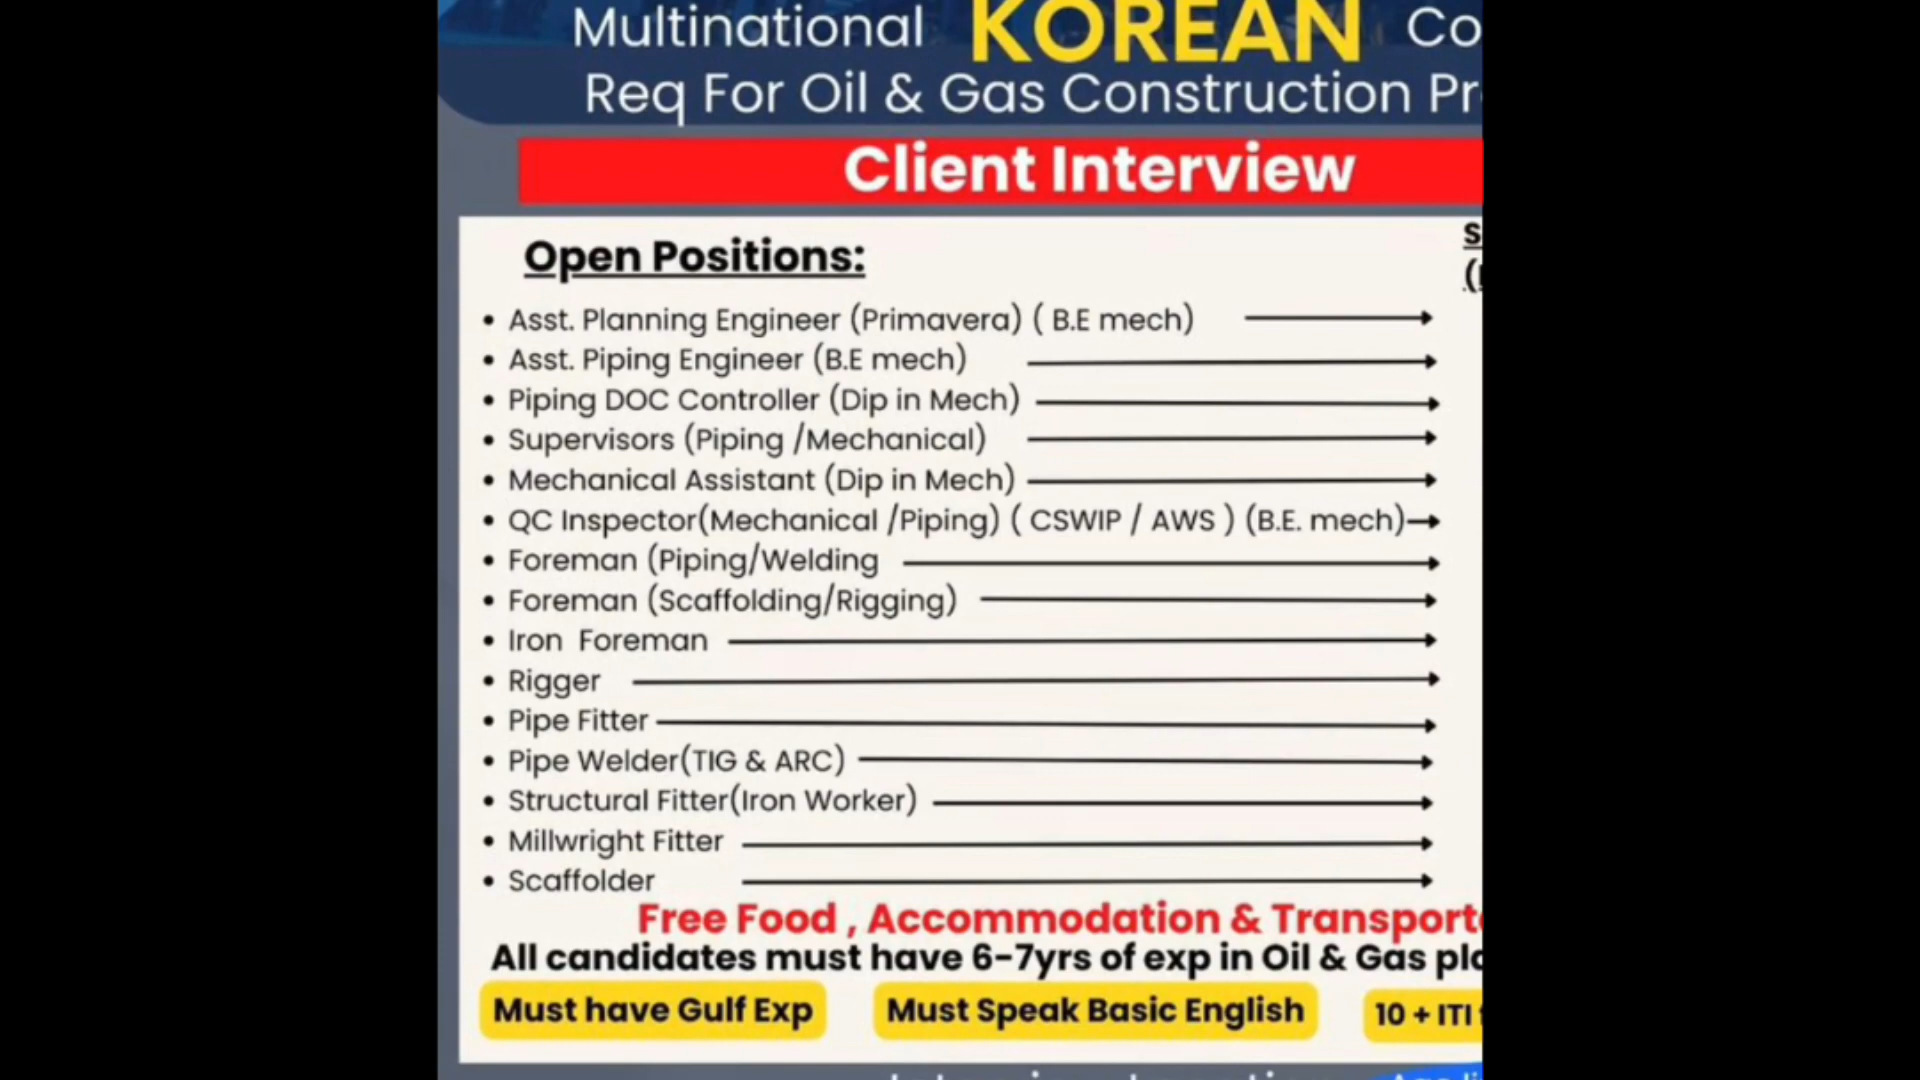 Multinational KOREAN Co
Req For Oil & Gas Construction Pr
Client Interview
Open Positions:
• Asst. Planning Engineer (Primavera) ( B.E mech)
• Asst. Piping Engineer (B.E mech)
• Piping DOC Controller (Dip in Mech)
• Supervisors (Piping /Mechanical)
• Mechanical Assistant (Dip in Mech)
• QC Inspector(Mechanical /Piping) ( CSWIP / AWS ) (B.E. mech)
• Foreman (Piping/Welding
• Foreman (Scaffolding/Rigging)
• Iron Foreman
• Rigger
• Pipe Fitter
• Pipe Welder(TIG & ARC)
• Structural Fitter(Iron Worker)
• Millwright Fitter
• Scaffolder
Free Food , Accommodation & Transport
All candidates must have 6-7yrs of exp in Oil & Gas pla
Must have Gulf Exp Must Speak Basic English 10 + ITI